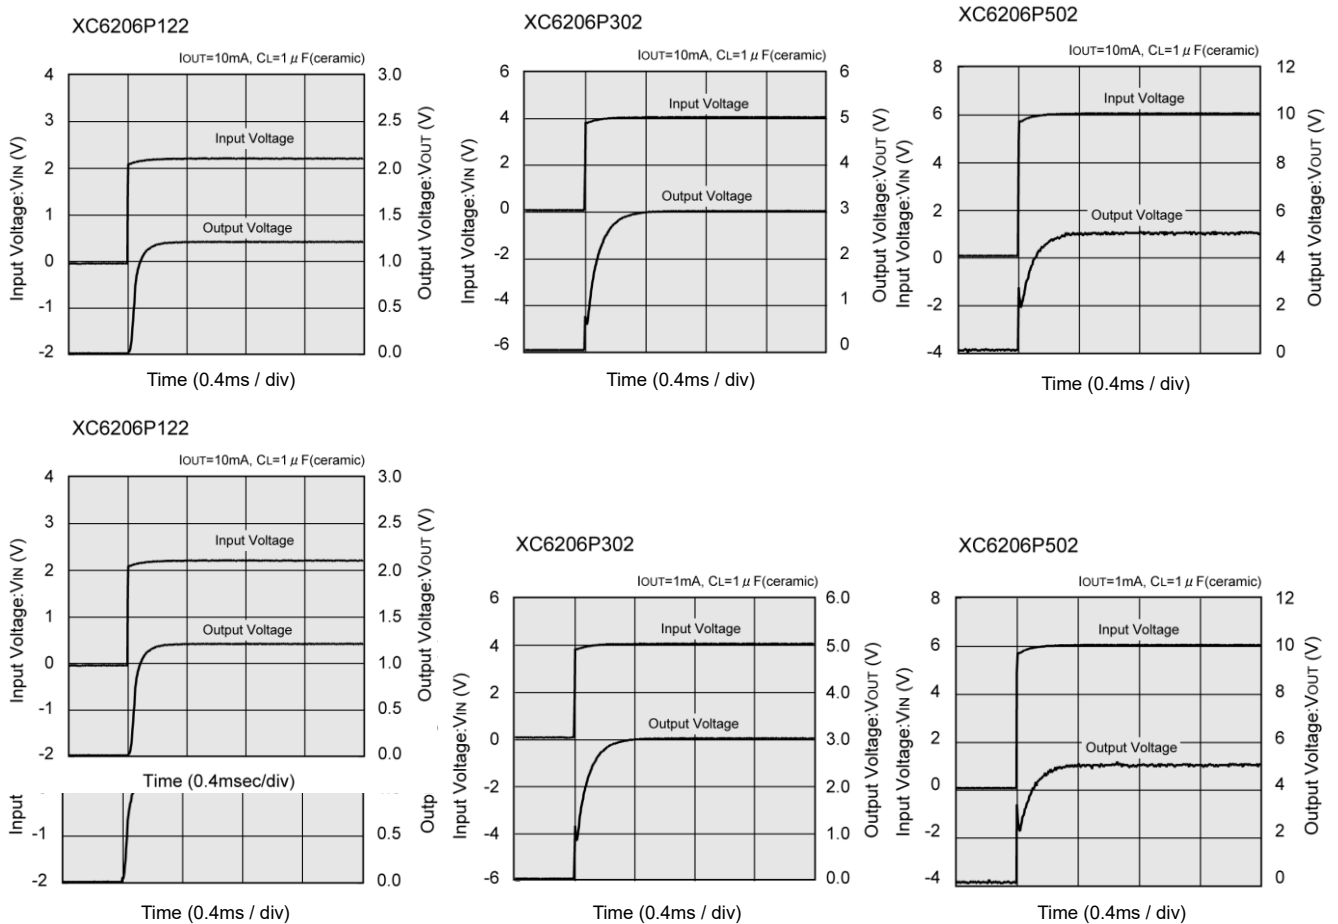 XC6206P122
IOUT=10mA, CL=1 μ F(ceramic)
4
3
2
1
0
-1
-2
Input Voltage:VIN (V)
Input Voltage
Output Voltage
3.0
2.5
2.0
1.5
1.0
0.5
0.0
Output Voltage:VOUT (V)
Time (0.4ms / div)
XC6206P302
IOUT=10mA, CL=1 μ F(ceramic)
6
4
2
0
-2
-4
-6
Input Voltage:VIN (V)
Input Voltage
Output Voltage
6
5
4
3
2
1
0
Output Voltage:VOUT (V)
Time (0.4ms / div)
XC6206P502
IOUT=10mA, CL=1 μ F(ceramic)
8
6
4
2
0
-2
-4
Input Voltage:VIN (V)
Input Voltage
Output Voltage
12
10
8
6
4
2
0
Output Voltage:VOUT (V)
Time (0.4ms / div)
XC6206P122
IOUT=10mA, CL=1 μ F(ceramic)
4
3
2
1
0
-1
-2
Input Voltage:VIN (V)
Input Voltage
Output Voltage
3.0
2.5
2.0
1.5
1.0
0.5
0.0
Output Voltage:VOUT (V)
Time (0.4msec/div)
Input
-1
-2
0.5
0.0
Outp
Time (0.4ms / div)
XC6206P302
IOUT=1mA, CL=1 μ F(ceramic)
6
4
2
0
-2
-4
-6
Input Voltage:VIN (V)
Input Voltage
Output Voltage
6.0
5.0
4.0
3.0
2.0
1.0
0.0
Output Voltage:VOUT (V)
Time (0.4ms / div)
XC6206P502
IOUT=1mA, CL=1 μ F(ceramic)
8
6
4
2
0
-2
-4
Input Voltage:VIN (V)
Input Voltage
Output Voltage
12
10
8
6
4
2
0
Output Voltage:VOUT (V)
Time (0.4ms / div)